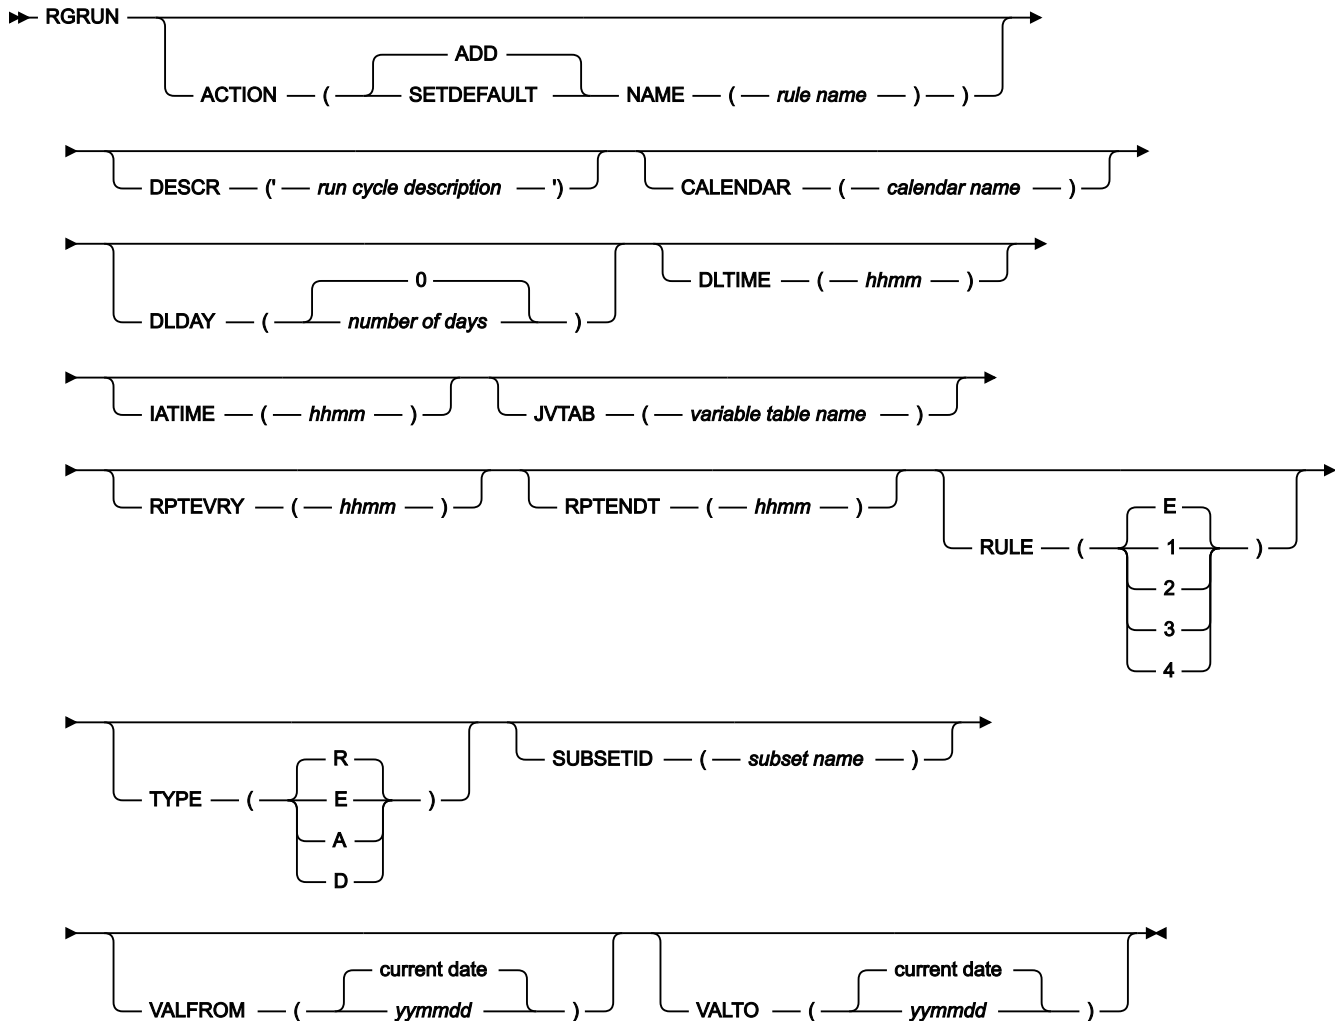 RGRUN
ADD
ACTION ( SETDEFAULT NAME ( rule name ) )
DESCR (' run cycle description ') CALENDAR ( calendar name )
0
DLDAY ( number of days ) DLTIME ( hhmm )
IATIME ( hhmm ) JVTAB ( variable table name )
RPTEVRY ( hhmm ) RPTENDT ( hhmm )
E
RULE ( 1 )
2
3
4
R
TYPE ( E )
A
D
SUBSETID ( subset name )
current date
VALFROM ( yymmdd )
current date
VALTO ( yymmdd )